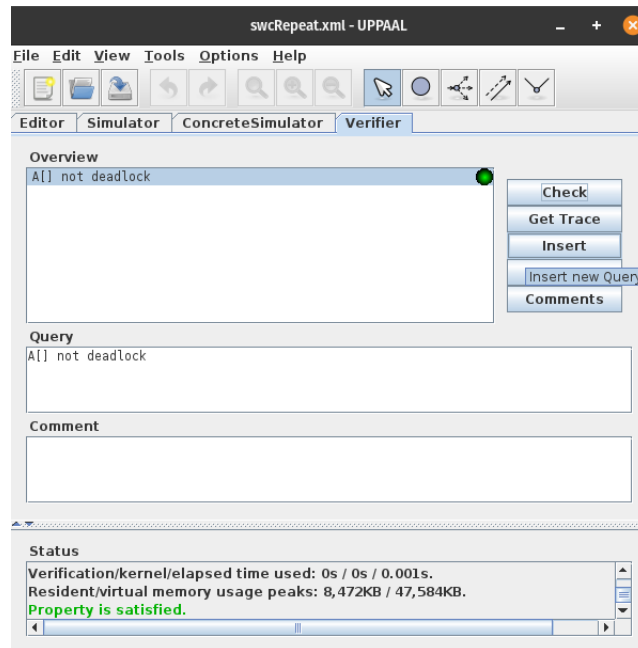 swcRepeat.xml - UPPAAL
File Edit View Tools Options Help
Editor Simulator ConcreteSimulator Verifier
Overview
A[] not deadlock
Check
Get Trace
Insert
Insert new Query
Comments
Query
A[] not deadlock
Comment
Status
Verification/kernel/elapsed time used: 0s / 0s / 0.001s.
Resident/virtual memory usage peaks: 8,472KB / 47,584KB.
Property is satisfied.